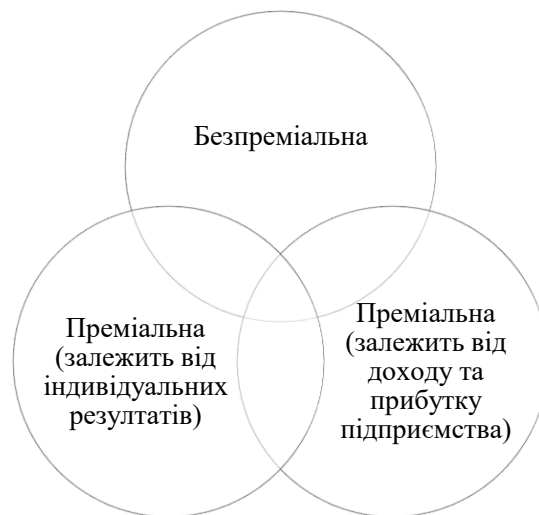 Безпреміальна
Преміальна
(залежить від
індивідуальних
резултатів)
Преміальна
(залежить від
доходу та
прибутку
підприємства)